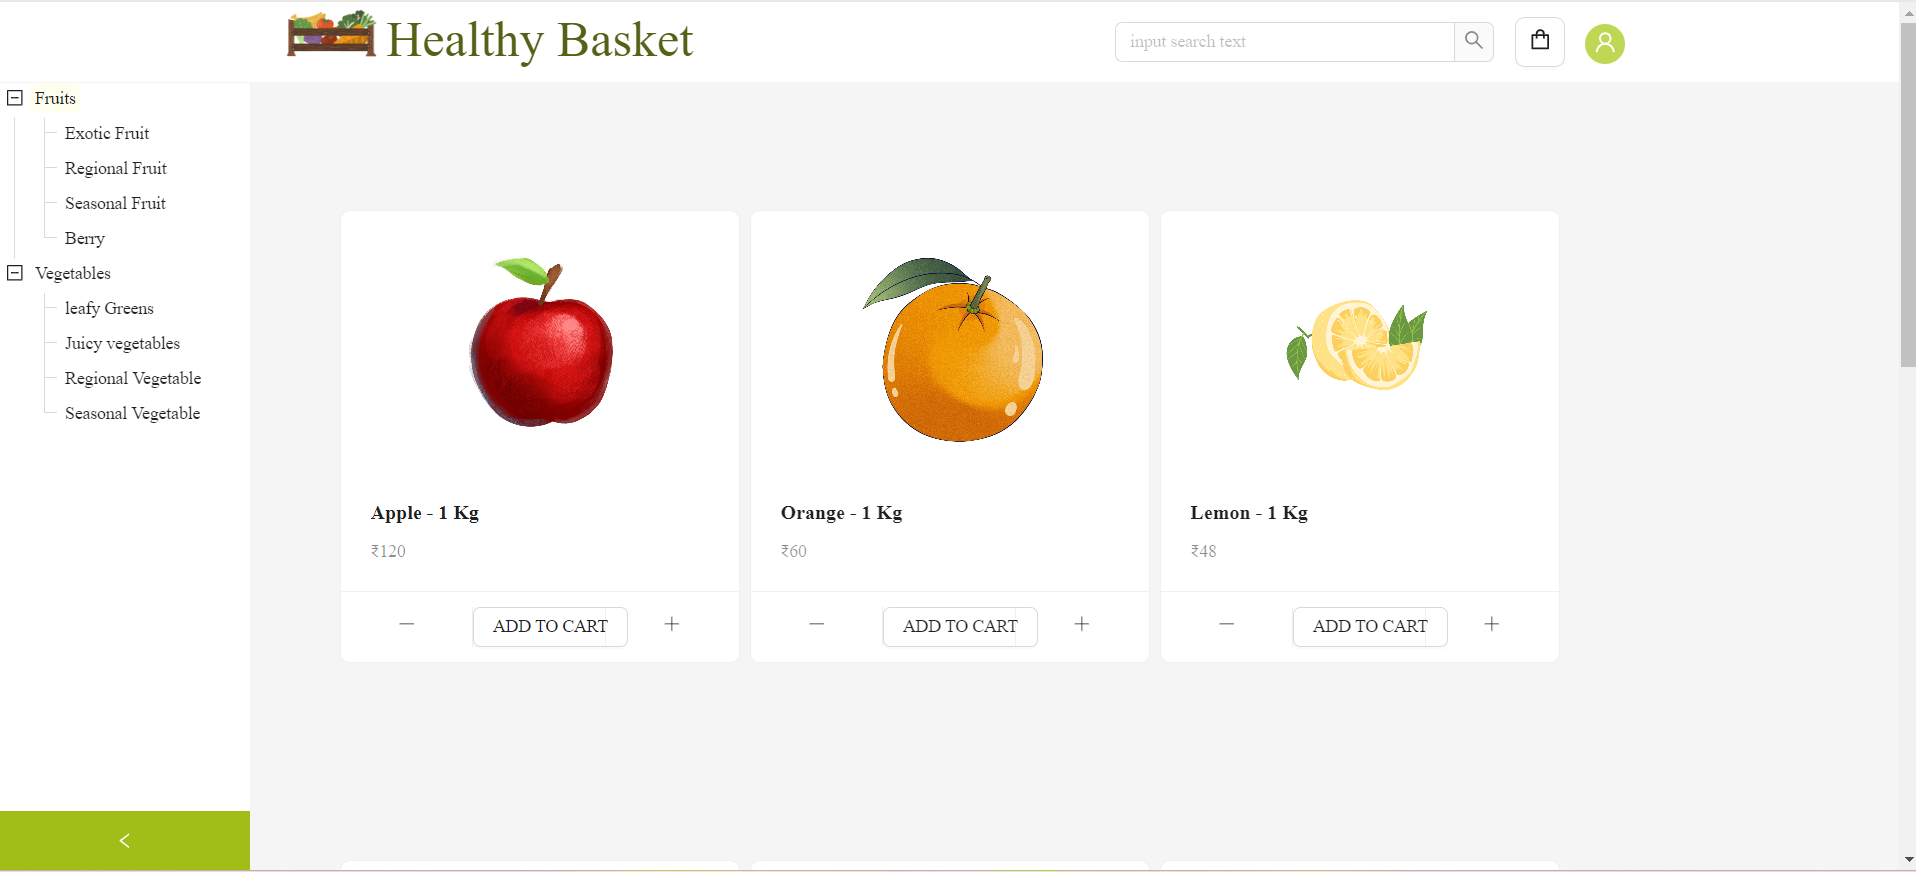 Healthy Basket
input search text
Fruits
Exotic Fruit
Regional Fruit
Seasonal Fruit
Berry
Vegetables
leafy Greens
Juicy vegetables
Regional Vegetable
Seasonal Vegetable
Apple - 1 Kg
₹120
ADD TO CART
Orange - 1 Kg
₹60
ADD TO CART
Lemon - 1 Kg
₹48
ADD TO CART